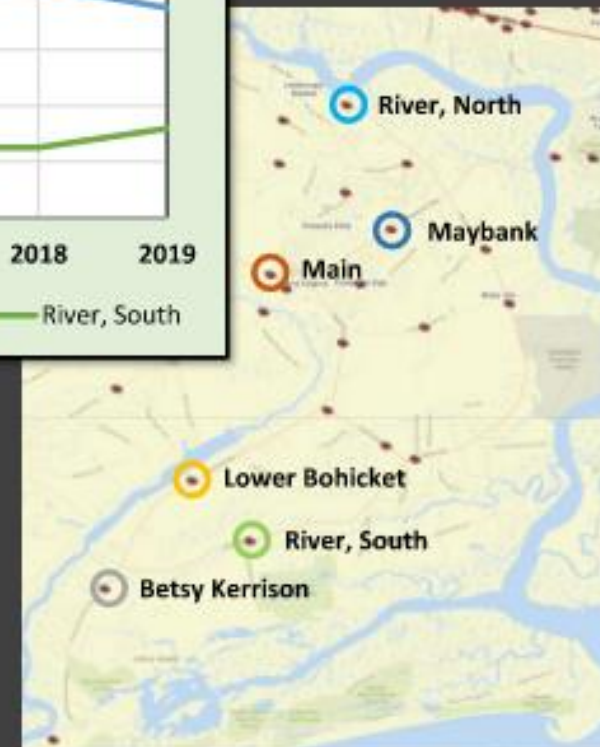 River, North
Maybank
Main
2018 2019
River, South
Lower Bohicket
River, South
Betsy Kerrison